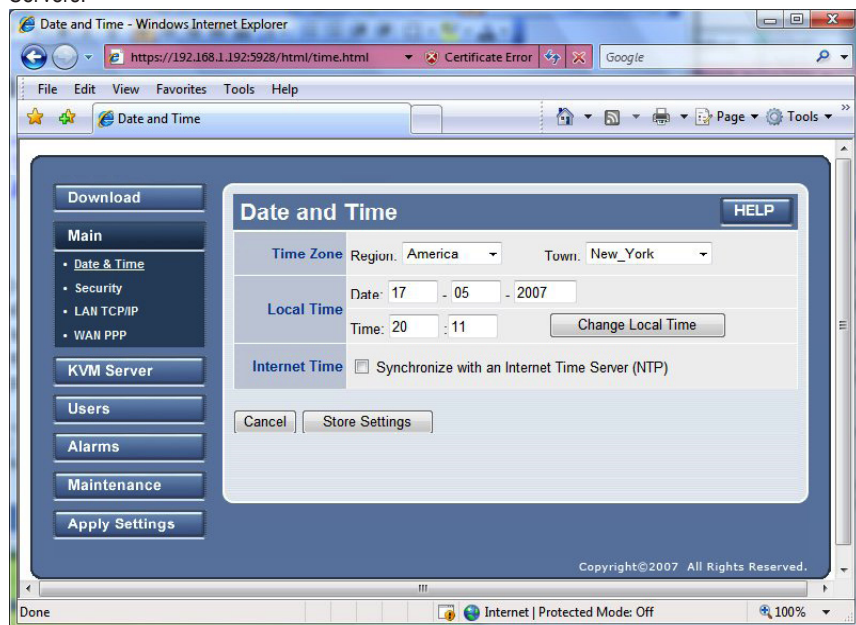 Date and Time - Windows Internet Explorer
https://192.168.1.192:5928/html/time.html Certificate Error Google
File Edit View Favorites Tools Help
Date and Time Page Tools
Download
Main
• Date & Time
• Security
• LAN TCP/IP
• WAN PPP
KVM Server
Users
Alarms
Maintenance
Apply Settings
Date and Time HELP
Time Zone Region: America Town: New_York
Local Time
Date: 17 - 05 - 2007
Time: 20 : 11 Change Local Time
Internet Time Synchronize with an Internet Time Server (NTP)
Cancel Store Settings
Copyright©2007 All Rights Reserved.
Done Internet | Protected Mode: Off 100%